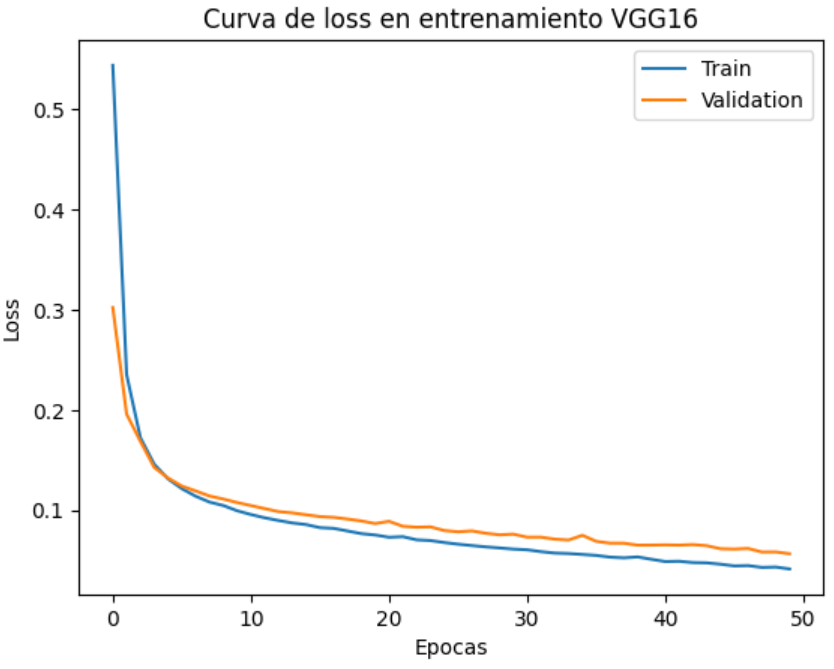 Curva de loss en entrenamiento VGG16
Train
Validation
Loss
0.5
0.4
0.3
0.2
0.1
0 10 20 30 40 50
Epocas